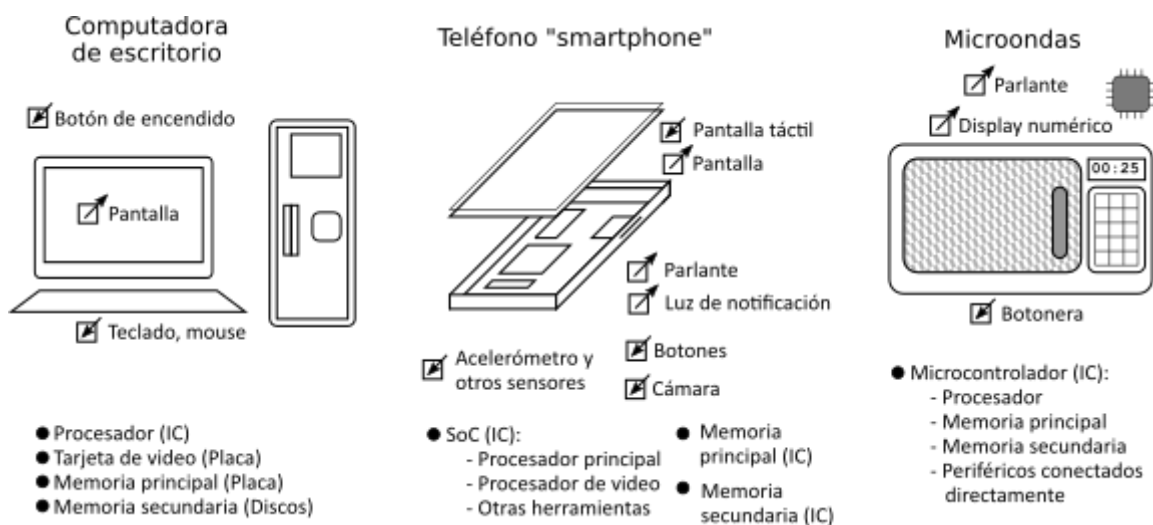 Computadora
de escritorio
Botón de encendido
Pantalla
Teclado, mouse
● Procesador (IC)
● Tarjeta de video (Placa)
● Memoria principal (Placa)
● Memoria secundaria (Discos)
Teléfono "smartphone"
Pantalla táctil
Pantalla
Parlante
Luz de notificación
Acelerómetro y
otros sensores
Botones
Cámara
● SoC (IC):
- Procesador principal
- Procesador de video
- Otras herramientas
● Memoria
principal (IC)
● Memoria
secundaria (IC)
Microondas
Parlante
Display numérico
00:25
Botonera
● Microcontrolador (IC):
- Procesador
- Memoria principal
- Memoria secundaria
- Periféricos conectados
directamente